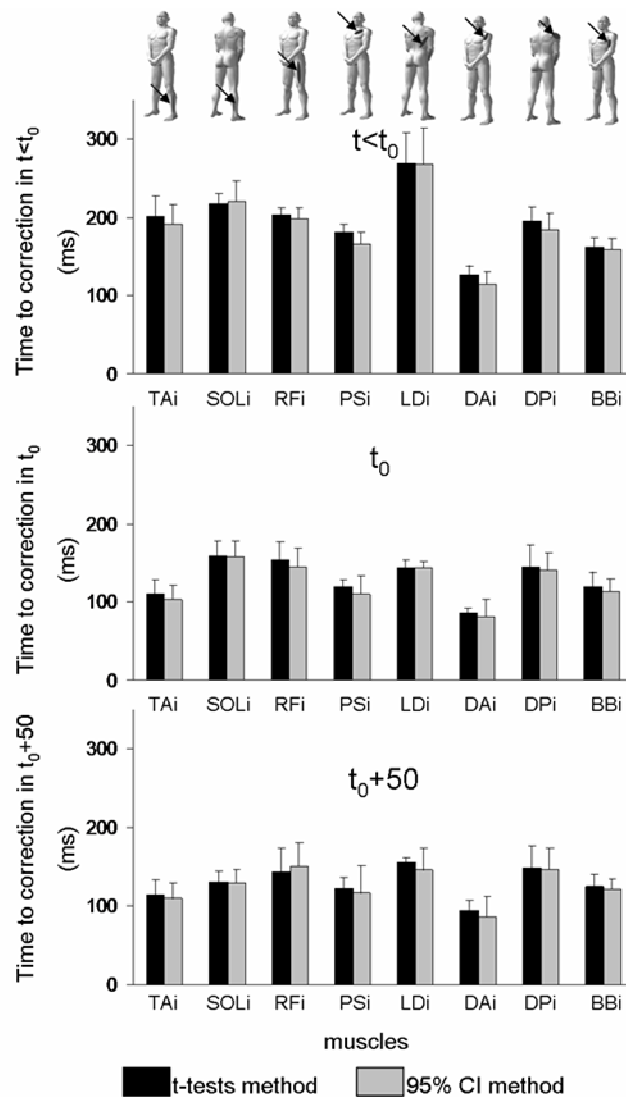 Time to correction in t<t0
(ms)
300
200
100
0
t<t0
TAi SOLi RFi PSi LDi DAi DPi BBi
Time to correction in t0
(ms)
300
200
100
0
t0
TAi SOLi RFi PSi LDi DAi DPi BBi
Time to correction in t0+50
(ms)
300
200
100
0
t0+50
TAi SOLi RFi PSi LDi DAi DPi BBi
muscles
t-tests method 95% CI method